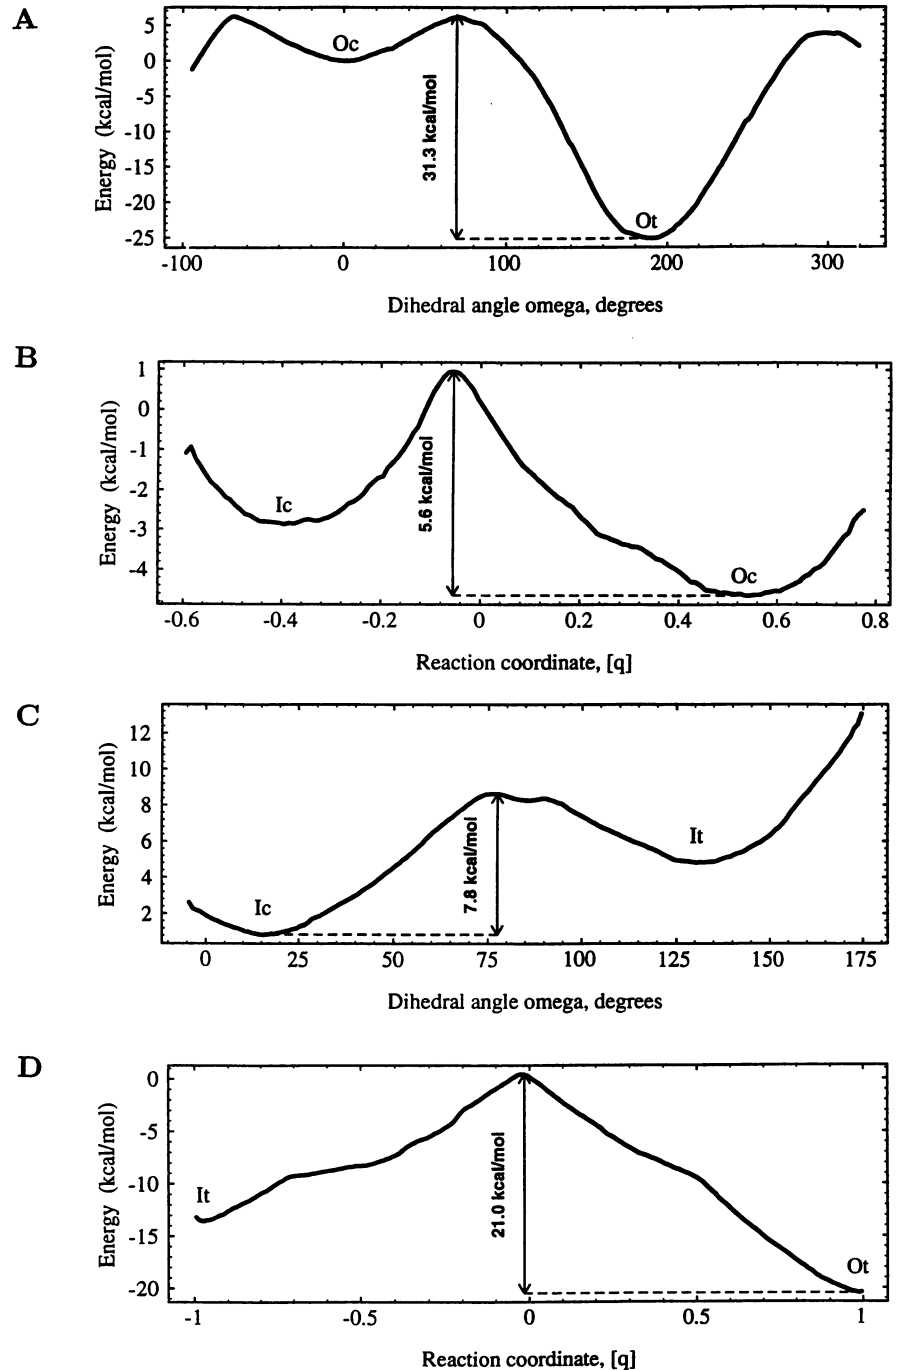 A
Energy (kcal/mol)
5
0
-5
-10
-15
-20
-25
Oc
31.3 kcal/mol
Ot
-100 0 100 200 300
Dihedral angle omega, degrees
B
Energy (kcal/mol)
1
0
-1
-2
-3
-4
Ic
5.6 kcal/mol
Oc
-0.6 -0.4 -0.2 0 0.2 0.4 0.6 0.8
Reaction coordinate, [q]
C
Energy (kcal/mol)
12
10
8
6
4
2
Ic
7.8 kcal/mol
It
0 25 50 75 100 125 150 175
Dihedral angle omega, degrees
D
Energy (kcal/mol)
0
-5
-10
-15
-20
It
21.0 kcal/mol
Ot
-1 -0.5 0 0.5 1
Reaction coordinate, [q]